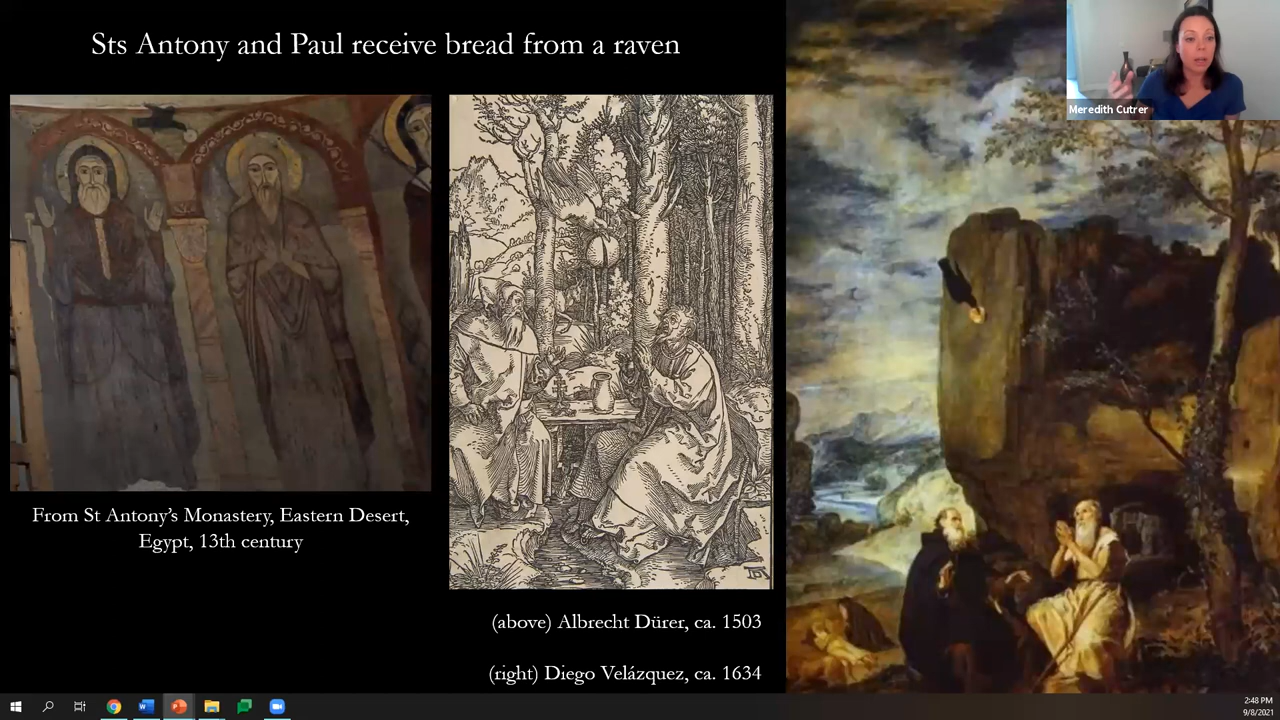 Sts Antony and Paul receive bread from a raven
Meredith Cutrer
From St Antony's Monastery, Eastern Desert,
Egypt, 13th century
(above) Albrecht Dürer, ca. 1503
(right) Diego Velázquez, ca. 1634
2:48 PM
9/8/2021